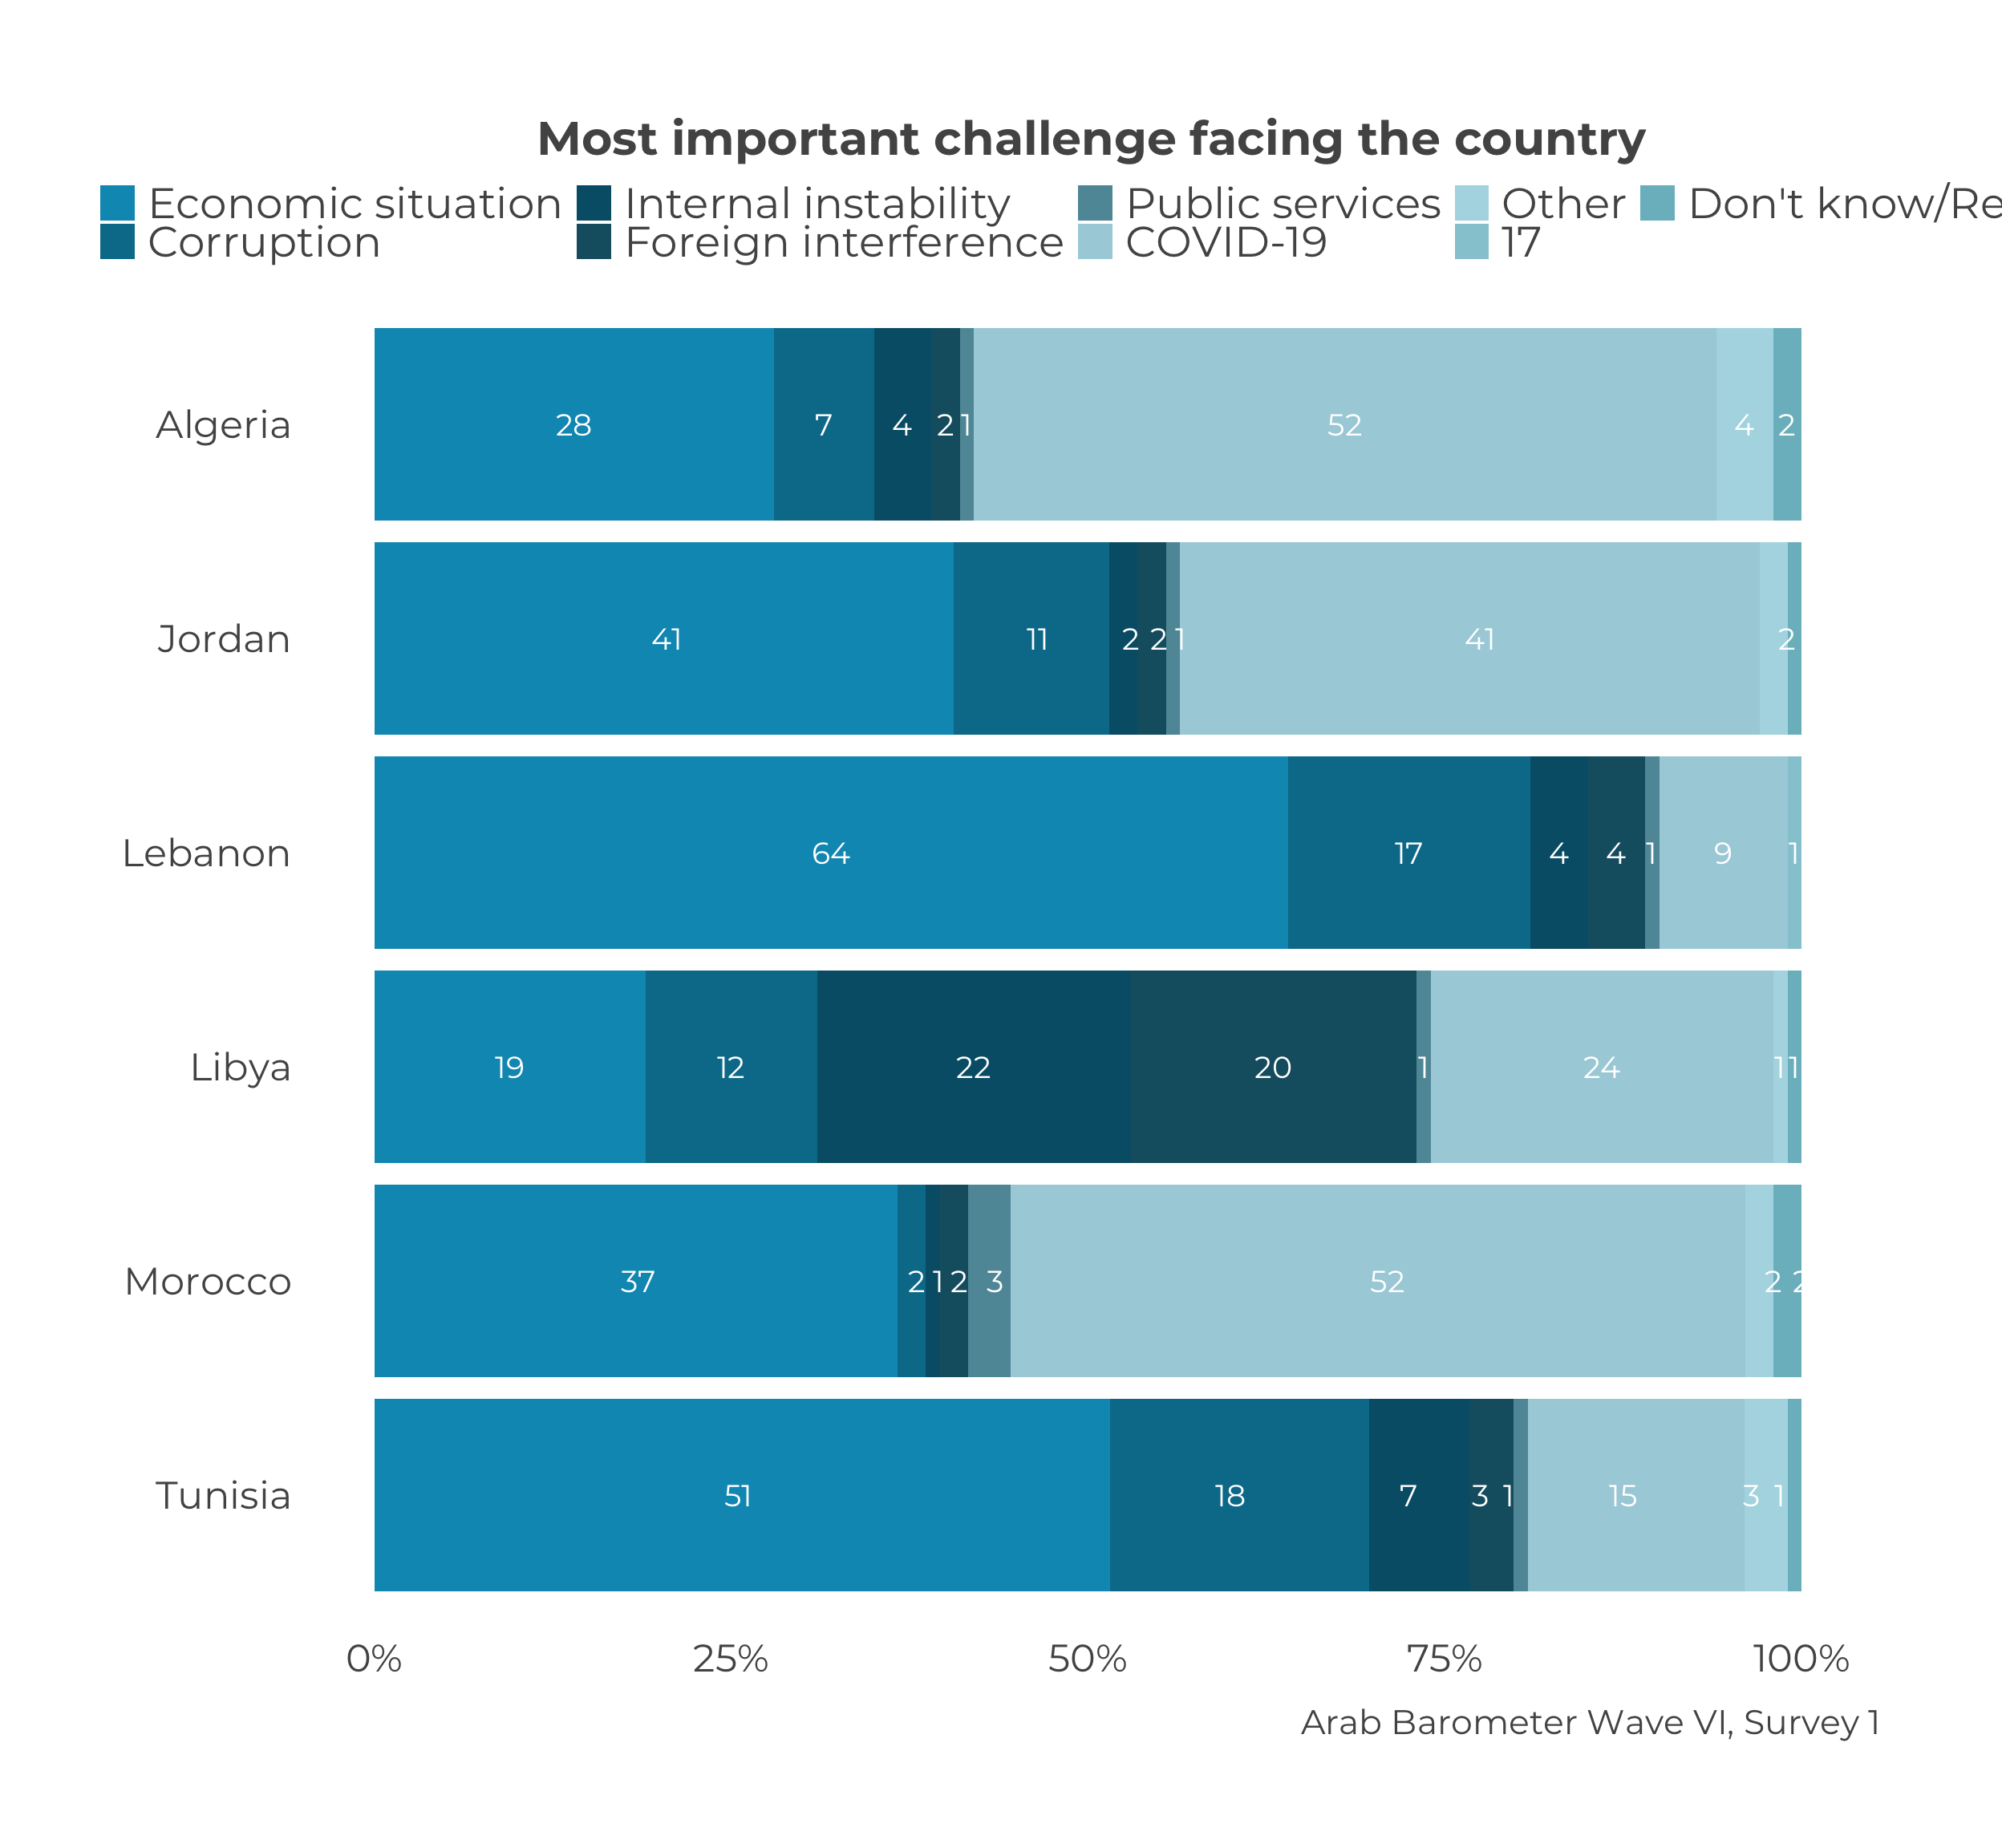 Most important challenge facing the country
Economic situation Internal instability Public services Other Don't know/Re
Corruption Foreign interference COVID-19 17
Algeria 28 7 4 2 1 52 4 2
Jordan 41 11 2 2 1 41 2
Lebanon 64 17 4 4 1 9 1
Libya 19 12 22 20 1 24 1 1
Morocco 37 2 1 2 3 52 2 2
Tunisia 51 18 7 3 1 15 3 1
0% 25% 50% 75% 100%
Arab Barometer Wave VI, Survey 1